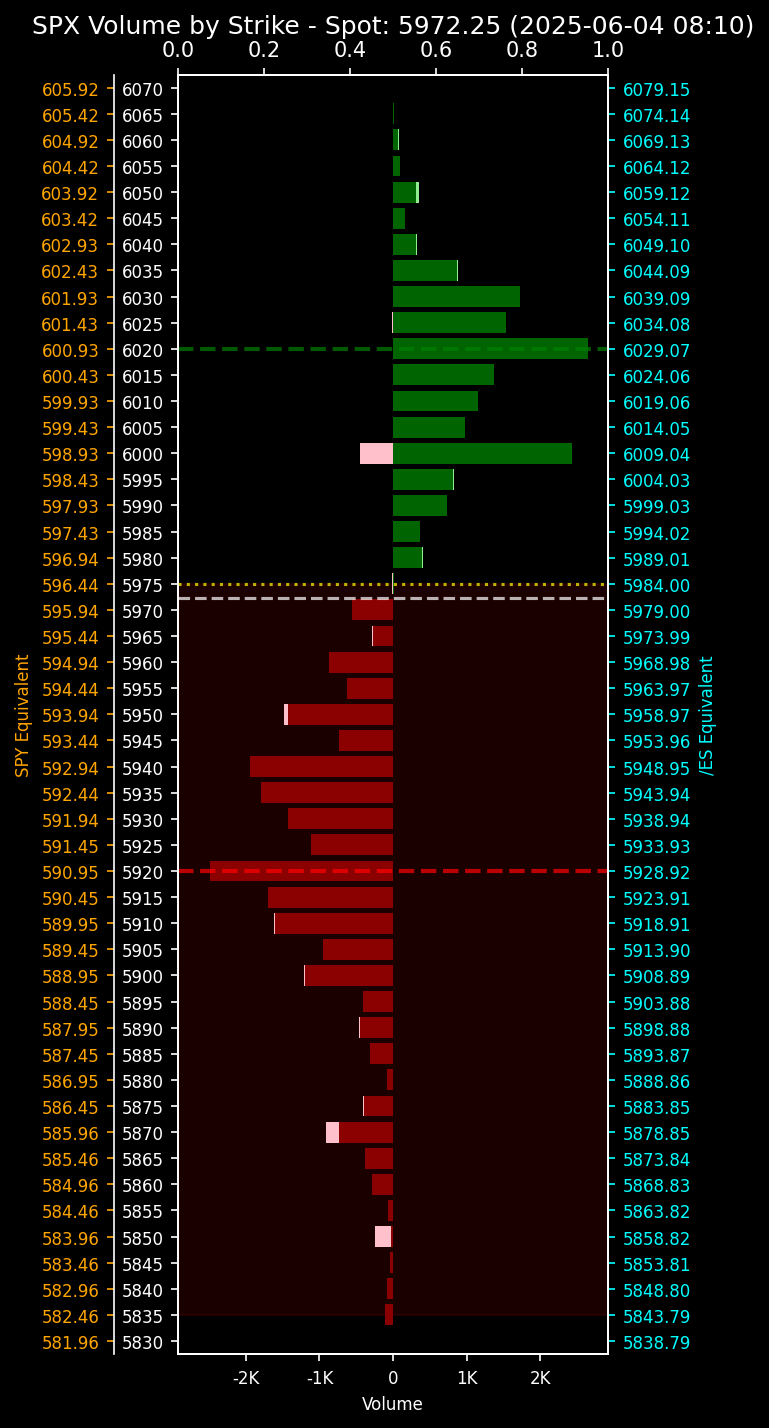 SPX Volume by Strike - Spot: 5972.25 (2025-06-04 08:10)
0.0 0.2 0.4 0.6 0.8 1.0
605.92 6070 6079.15
605.42 6065 6074.14
604.92 6060 6069.13
604.42 6055 6064.12
603.92 6050 6059.12
603.42 6045 6054.11
602.93 6040 6049.10
602.43 6035 6044.09
601.93 6030 6039.09
601.43 6025 6034.08
600.93 6020 6029.07
600.43 6015 6024.06
599.93 6010 6019.06
599.43 6005 6014.05
598.93 6000 6009.04
598.43 5995 6004.03
597.93 5990 5999.03
597.43 5985 5994.02
596.94 5980 5989.01
596.44 5975 5984.00
595.94 5970 5979.00
595.44 5965 5973.99
594.94 5960 5968.98
594.44 5955 5963.97
593.94 5950 5958.97
593.44 5945 5953.96
592.94 5940 5948.95
592.44 5935 5943.94
591.94 5930 5938.94
591.45 5925 5933.93
590.95 5920 5928.92
590.45 5915 5923.91
589.95 5910 5918.91
589.45 5905 5913.90
588.95 5900 5908.89
588.45 5895 5903.88
587.95 5890 5898.88
587.45 5885 5893.87
586.95 5880 5888.86
586.45 5875 5883.85
585.96 5870 5878.85
585.46 5865 5873.84
584.96 5860 5868.83
584.46 5855 5863.82
583.96 5850 5858.82
583.46 5845 5853.81
582.96 5840 5848.80
582.46 5835 5843.79
581.96 5830 5838.79
SPY Equivalent
/ES Equivalent
-2K -1K 0 1K 2K
Volume